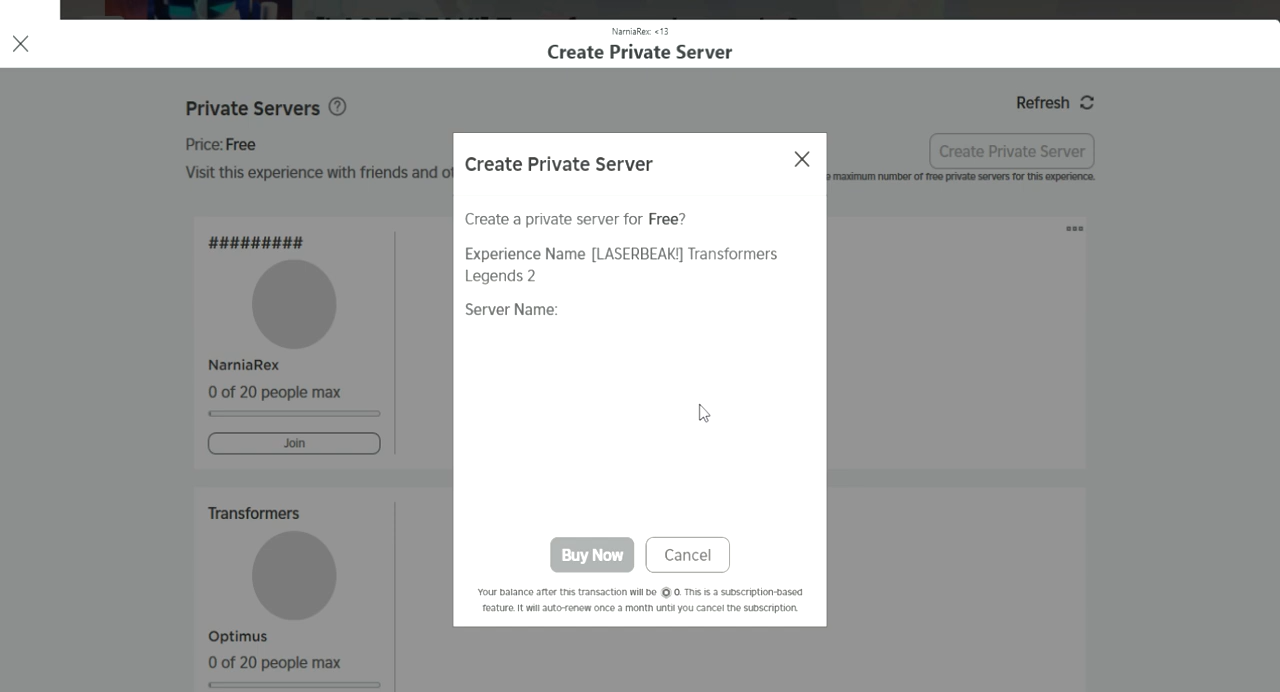 NarniaRex: <13
Create Private Server
Private Servers
Refresh
Price: Free
Create Private Server
Visit this experience with friends and ot
maximum number of free private servers for this experience.
#########
NarniaRex
0 of 20 people max
Join
Transformers
Optimus
0 of 20 people max
Create Private Server
Create a private server for Free?
Experience Name [LASERBEAK!] Transformers
Legends 2
Server Name:
Buy Now
Cancel
Your balance after this transaction will be 0. This is a subscription-based
feature. It will auto-renew once a month until you cancel the subscription.